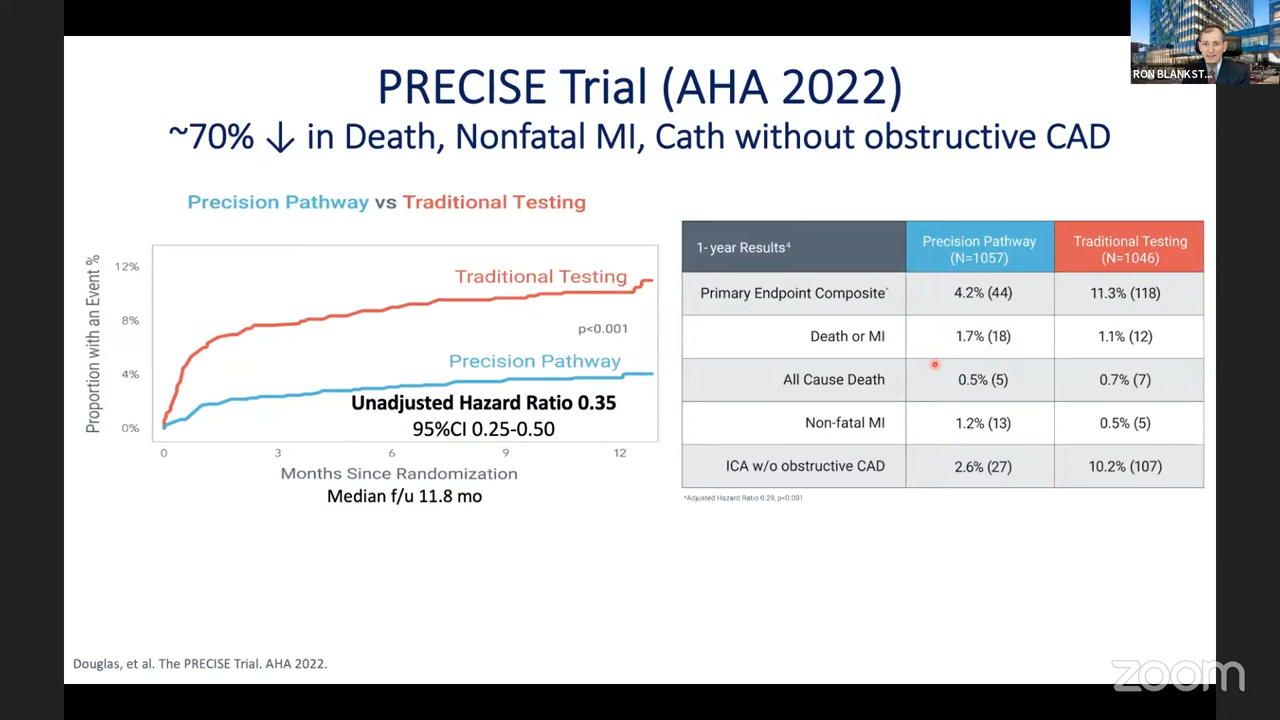 RON BLANKST...
PRECISE Trial (AHA 2022)
~70% ↓ in Death, Nonfatal MI, Cath without obstructive CAD
Precision Pathway vs Traditional Testing
Proportion with an Event %
12%
8%
4%
0%
Traditional Testing
p<0.001
Precision Pathway
Unadjusted Hazard Ratio 0.35
95%CI 0.25-0.50
0 3 6 9 12
Months Since Randomization
Median f/u 11.8 mo
1-year Results⁴ Precision Pathway (N=1057) Traditional Testing (N=1046)
Primary Endpoint Composite* 4.2% (44) 11.3% (118)
Death or MI 1.7% (18) 1.1% (12)
All Cause Death 0.5% (5) 0.7% (7)
Non-fatal MI 1.2% (13) 0.5% (5)
ICA w/o obstructive CAD 2.6% (27) 10.2% (107)
*Adjusted Hazard Ratio 0.29, p<0.001
Douglas, et al. The PRECISE Trial. AHA 2022.
zoom